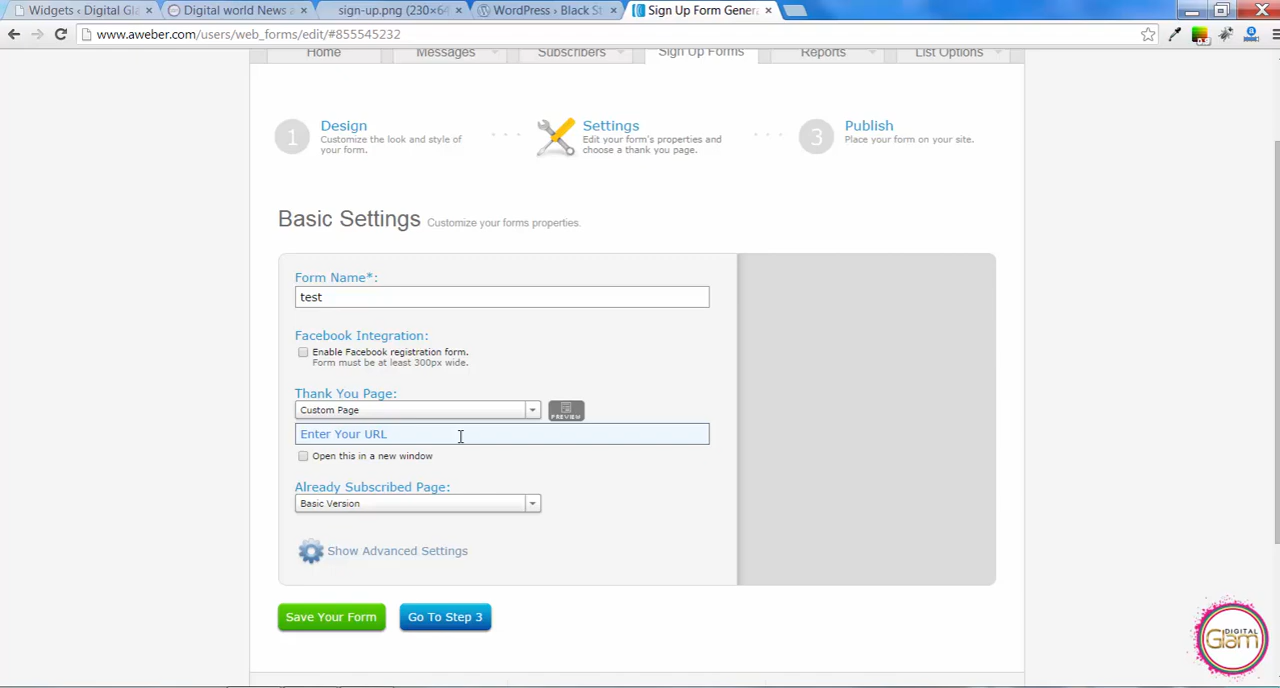 Widgets ‹ Digital Gla
Digital world News a
sign-up.png (230×64
WordPress › Black St
Sign Up Form Genera
www.aweber.com/users/web_forms/edit/#855545232
Home
Messages
Subscribers
Sign Up Forms
Reports
List Options
1
Design
Customize the look and style of
your form.
Settings
Edit your form's properties and
choose a thank you page.
3
Publish
Place your form on your site.
Basic Settings Customize your forms properties.
Form Name*:
test
Facebook Integration:
Enable Facebook registration form.
Form must be at least 300px wide.
Thank You Page:
Custom Page
PREVIEW
Enter Your URL
Open this in a new window
Already Subscribed Page:
Basic Version
Show Advanced Settings
Save Your Form
Go To Step 3
DIGITAL
Glam